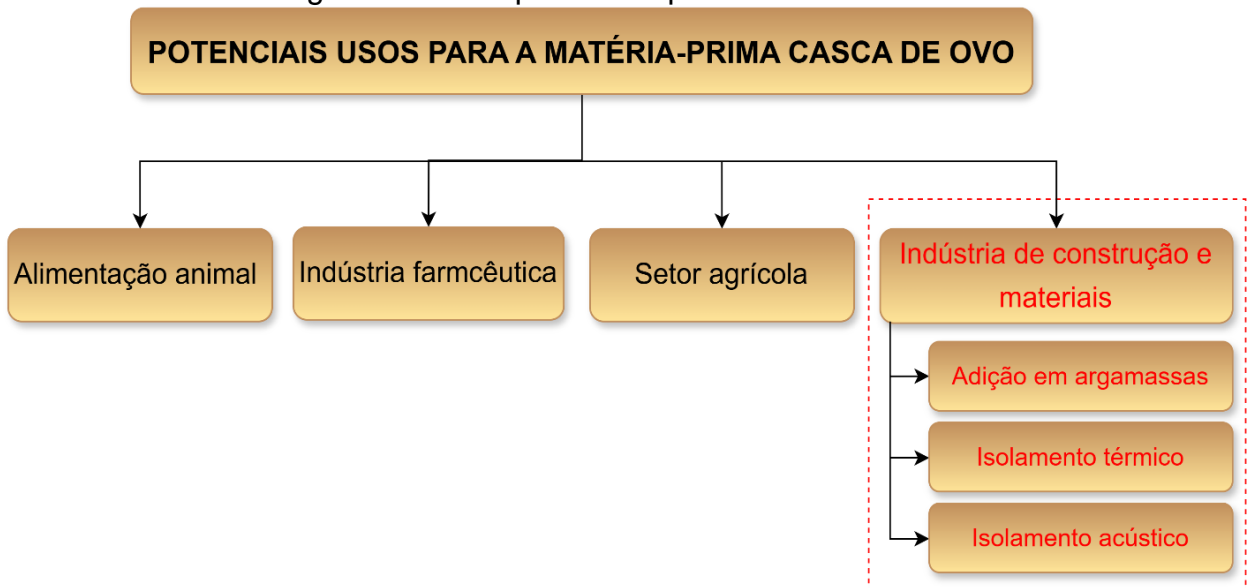 POTENCIAIS USOS PARA A MATÉRIA-PRIMA CASCA DE OVO
Alimentação animal
Indústria farmcêutica
Setor agrícola
Indústria de construção e
materiais
Adição em argamassas
Isolamento térmico
Isolamento acústico